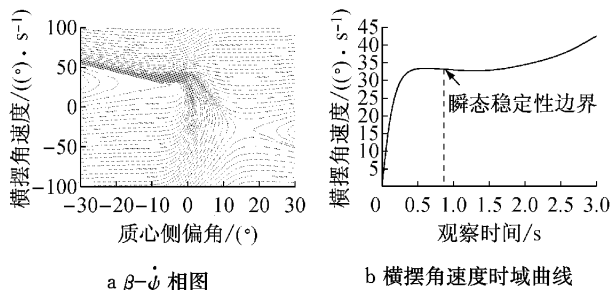 横摆角速度/((°)·s⁻¹)
100
50
0
-50
-100
-30 -20 -10 0 10 20 30
质心侧偏角/(°)
a β-ψ̇ 相图
横摆角速度/((°)·s⁻¹)
45
40
35
30
25
20
15
10
5
0 0.5 1.0 1.5 2.0 2.5 3.0
瞬态稳定性边界
观察时间/s
b 横摆角速度时域曲线